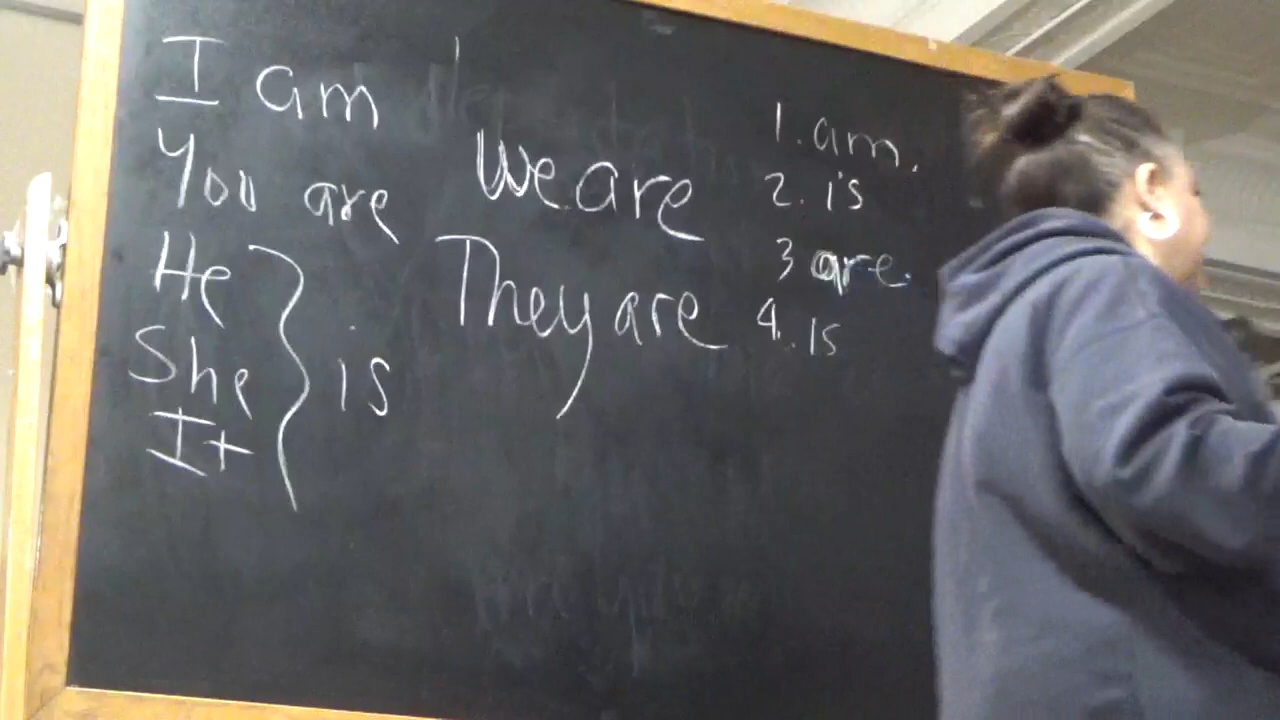 I am
You are
He
She
It
is
We are
They are
1. am.
2. is
3 are.
4. is